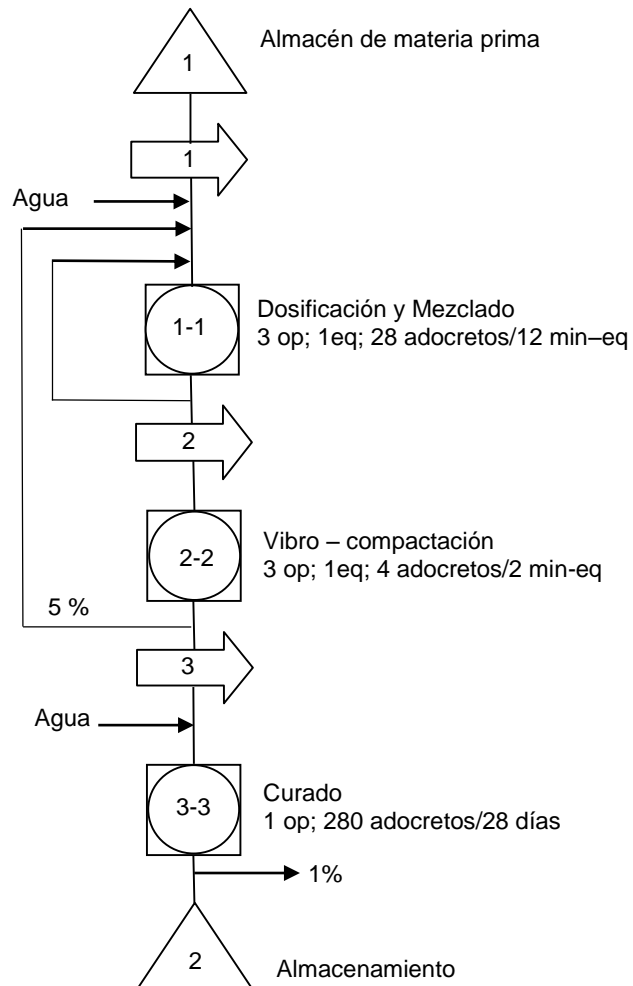 Almacén de materia prima
1
1
Agua
Dosificación y Mezclado
1-1
3 op; 1eq; 28 adocretos/12 min–eq
2
Vibro – compactación
2-2
3 op; 1eq; 4 adocretos/2 min-eq
5 %
3
Agua
Curado
3-3
1 op; 280 adocretos/28 días
1%
2
Almacenamiento